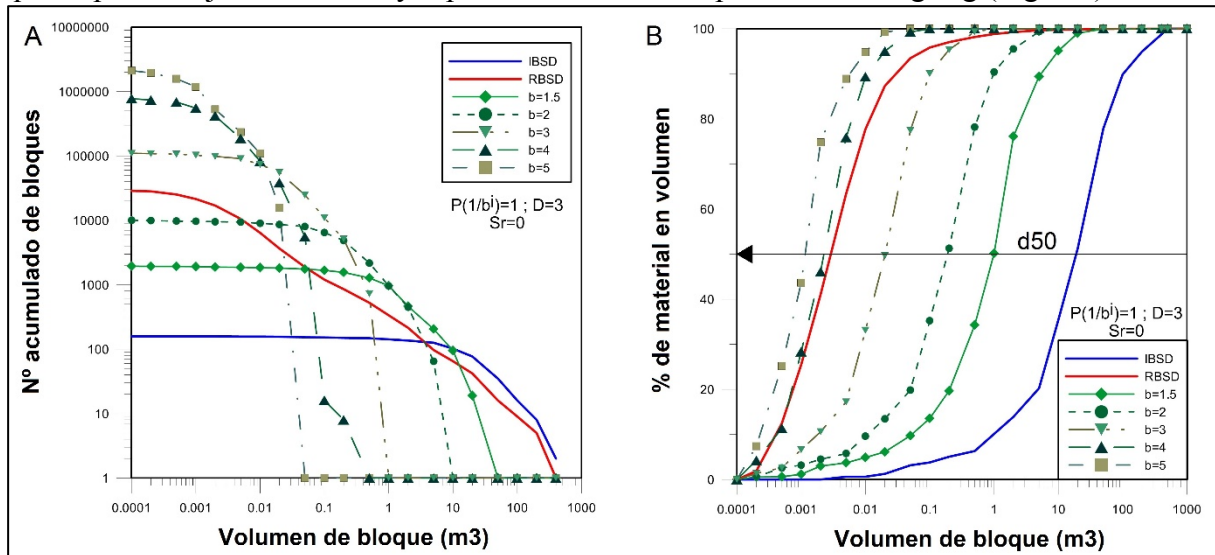 A
Nº acumulado de bloques
10000000
1000000
100000
10000
1000
100
10
1
0.0001
0.001
0.01
0.1
1
10
100
1000
Volumen de bloque (m3)
IBSD
RBSD
b=1.5
b=2
b=3
b=4
b=5
P(1/bⁱ)=1 ; D=3
Sr=0
B
% de material en volumen
100
80
60
40
20
0
0.0001
0.001
0.01
0.1
1
10
100
1000
Volumen de bloque (m3)
d50
P(1/bⁱ)=1 ; D=3
Sr=0
IBSD
RBSD
b=1.5
b=2
b=3
b=4
b=5